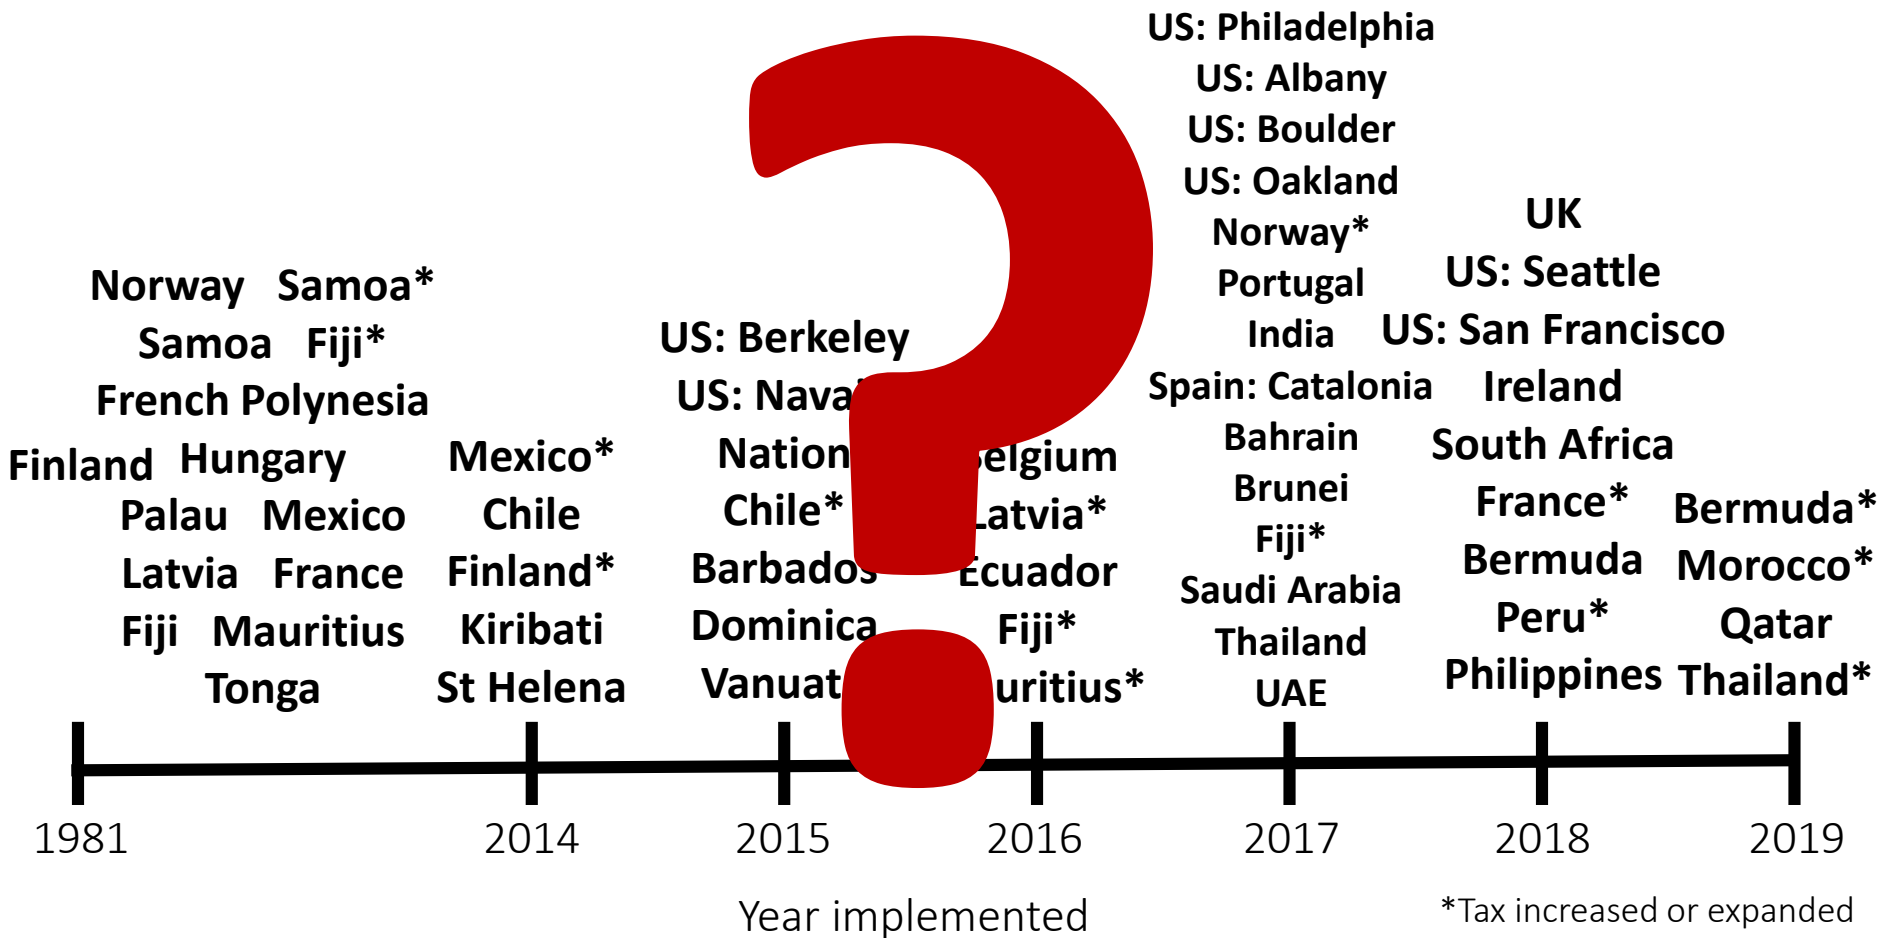 US: Philadelphia
US: Albany
US: Boulder
US: Oakland
Norway*
Portugal
India
Spain: Catalonia
Bahrain
Brunei
Fiji*
Saudi Arabia
Thailand
UAE
UK
US: Seattle
US: San Francisco
Ireland
South Africa
France*
Bermuda
Peru*
Philippines
Norway Samoa*
Samoa Fiji*
French Polynesia
Finland Hungary
Palau Mexico
Latvia France
Fiji Mauritius
Tonga
Mexico*
Chile
Finland*
Kiribati
St Helena
US: Berkeley
US:
Nation
Chile*
Barbados
Dominica
Belgium
Latvia*
Ecuador
Fiji*
Bermuda*
Morocco*
Qatar
Thailand*
1981 2014 2015 2016 2017 2018 2019
Year implemented
*Tax increased or expanded
?